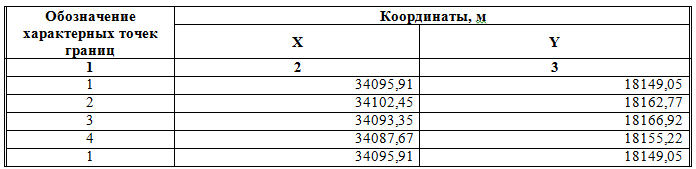 Обозначение характерных точек границ
Координаты, м
X Y
1 2 3
1 34095,91 18149,05
2 34102,45 18162,77
3 34093,35 18166,92
4 34087,67 18155,22
1 34095,91 18149,05